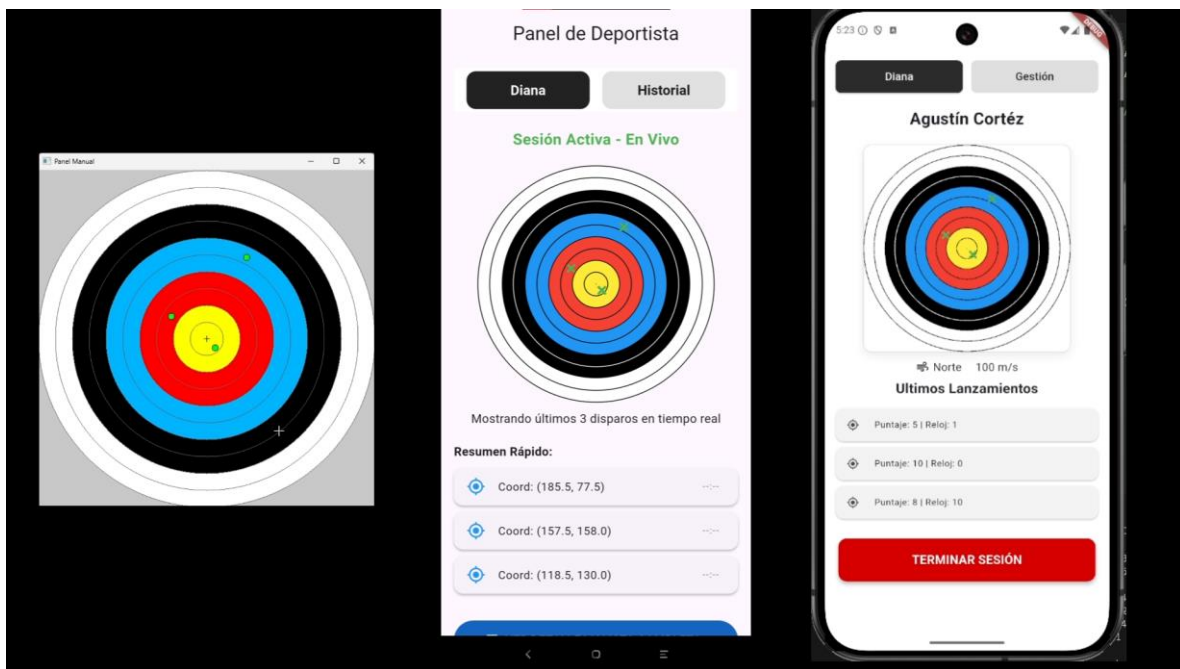 Panel Manual
Panel de Deportista
Diana
Historial
Sesión Activa - En Vivo
Mostrando últimos 3 disparos en tiempo real
Resumen Rápido:
Coord: (185.5, 77.5) --:--
Coord: (157.5, 158.0) --:--
Coord: (118.5, 130.0) --:--
5:23
DEBUG
Diana
Gestión
Agustín Cortéz
Norte 100 m/s
Ultimos Lanzamientos
Puntaje: 5 | Reloj: 1
Puntaje: 10 | Reloj: 0
Puntaje: 8 | Reloj: 10
TERMINAR SESIÓN